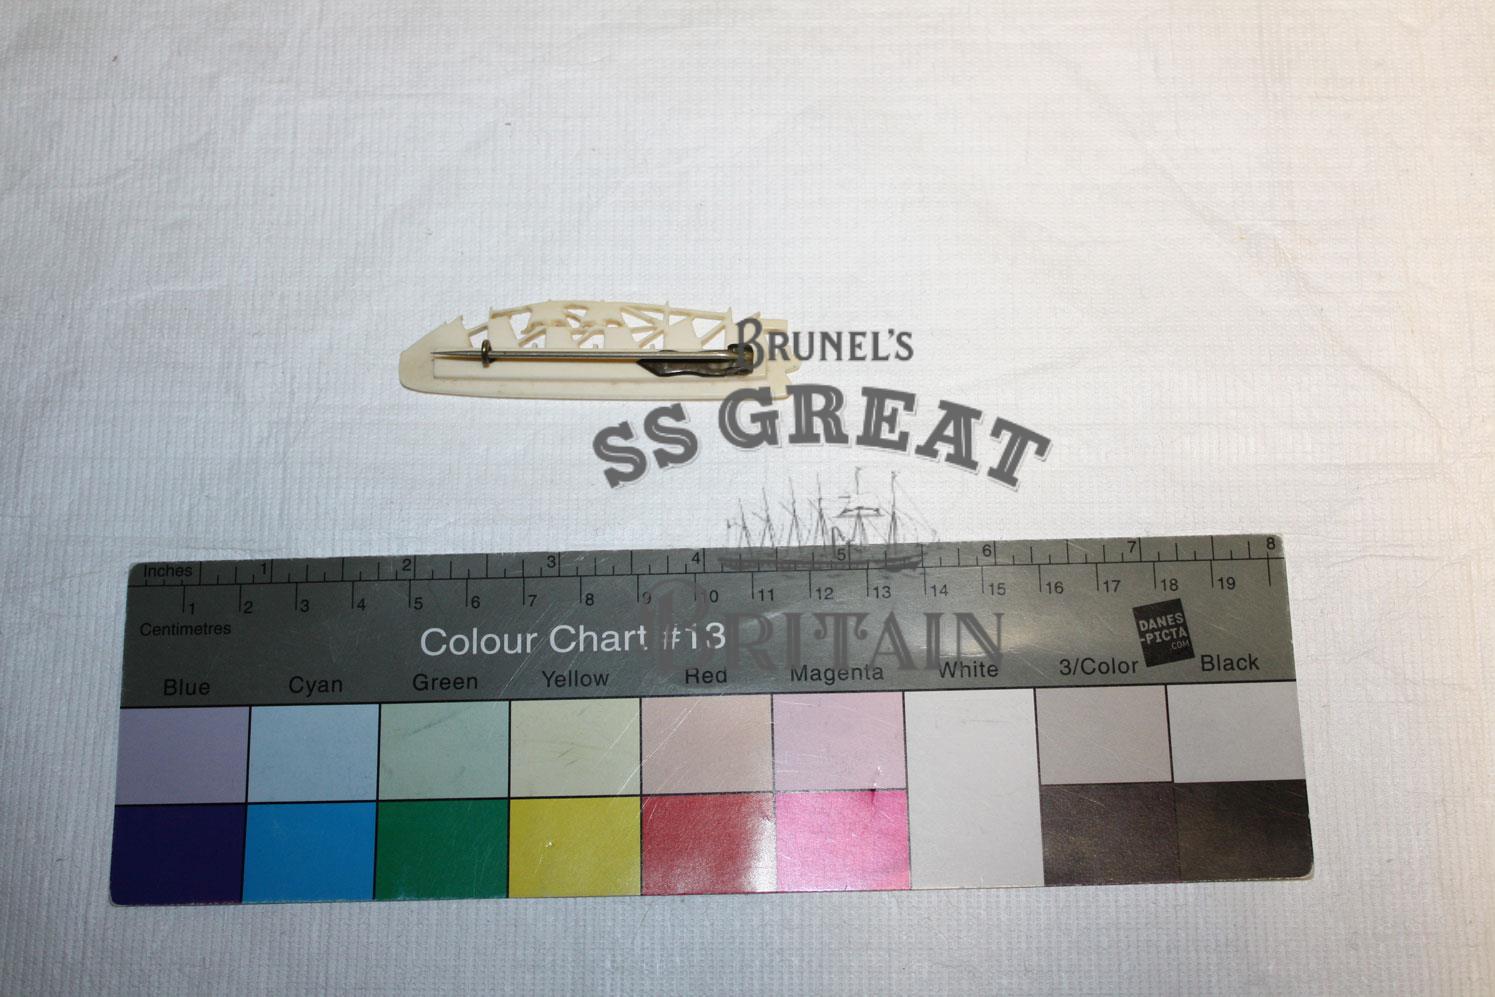 BRUNEL'S
SS GREAT
BRITAIN
Inches 1 2 3 4 5 6 7 8
1 2 3 4 5 6 7 8 9 10 11 12 13 14 15 16 17 18 19
Centimetres
Colour Chart #13
DANES
-PICTA
.COM
Blue Cyan Green Yellow Red Magenta White 3/Color Black